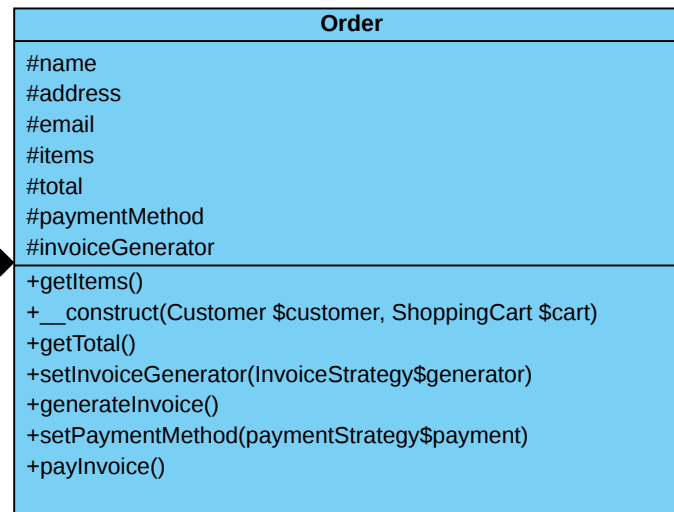 Order
#name
#address
#email
#items
#total
#paymentMethod
#invoiceGenerator
+getItems()
+__construct(Customer $customer, ShoppingCart $cart)
+getTotal()
+setInvoiceGenerator(InvoiceStrategy$generator)
+generateInvoice()
+setPaymentMethod(paymentStrategy$payment)
+payInvoice()